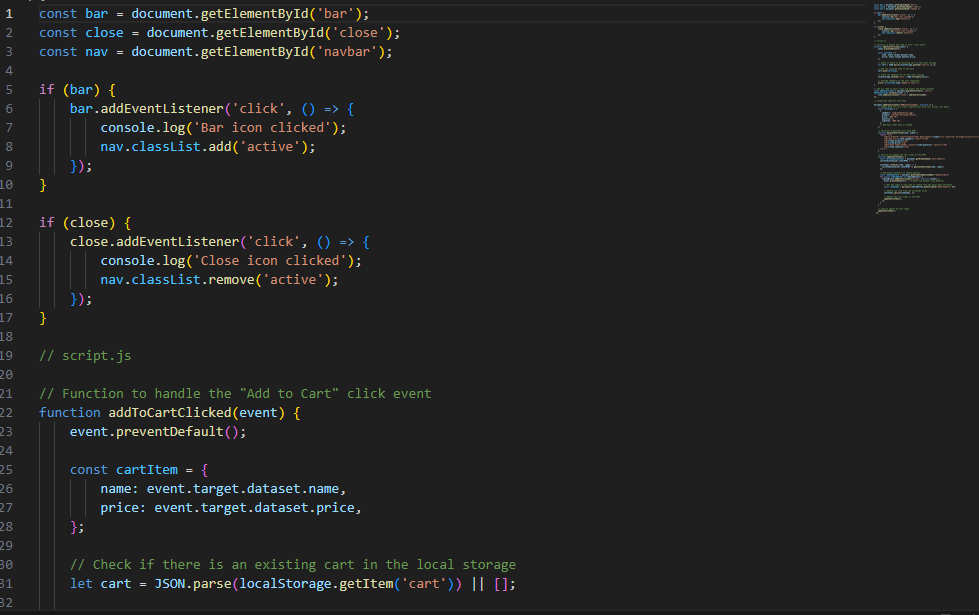 1 const bar = document.getElementById('bar');
2 const close = document.getElementById('close');
3 const nav = document.getElementById('navbar');
4
5 if (bar) {
6 bar.addEventListener('click', () => {
7 console.log('Bar icon clicked');
8 nav.classList.add('active');
9 });
10 }
11
12 if (close) {
13 close.addEventListener('click', () => {
14 console.log('Close icon clicked');
15 nav.classList.remove('active');
16 });
17 }
18
19 // script.js
20
21 // Function to handle the "Add to Cart" click event
22 function addToCartClicked(event) {
23 event.preventDefault();
24
25 const cartItem = {
26 name: event.target.dataset.name,
27 price: event.target.dataset.price,
28 };
29
30 // Check if there is an existing cart in the local storage
31 let cart = JSON.parse(localStorage.getItem('cart')) || [];
32